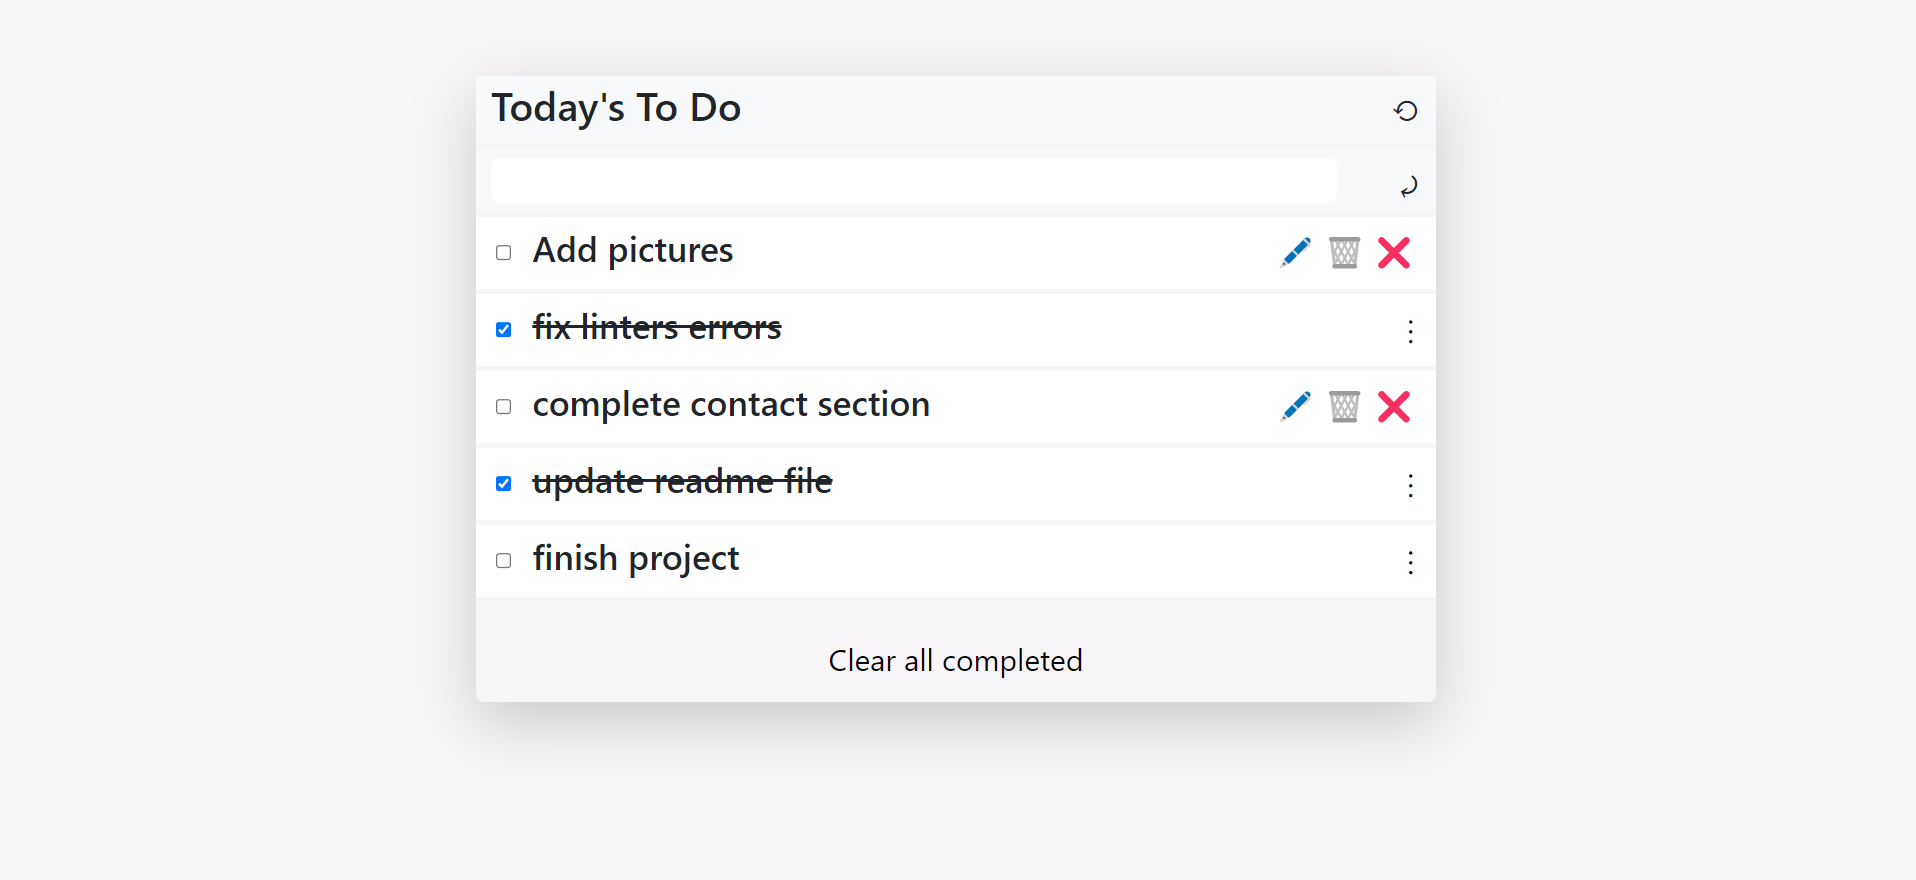 Today's To Do
Add pictures
fix linters errors
complete contact section
update readme file
finish project
Clear all completed